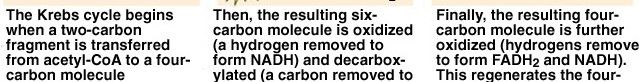 The Krebs cycle begins
when a two-carbon
fragment is transferred
from acetyl-CoA to a four-
carbon molecule
Then, the resulting six-
carbon molecule is oxidized
(a hydrogen removed to
form NADH) and decarbox-
ylated (a carbon removed to
Finally, the resulting four-
carbon molecule is further
oxidized (hydrogens remove
to form FADH₂ and NADH).
This regenerates the four-